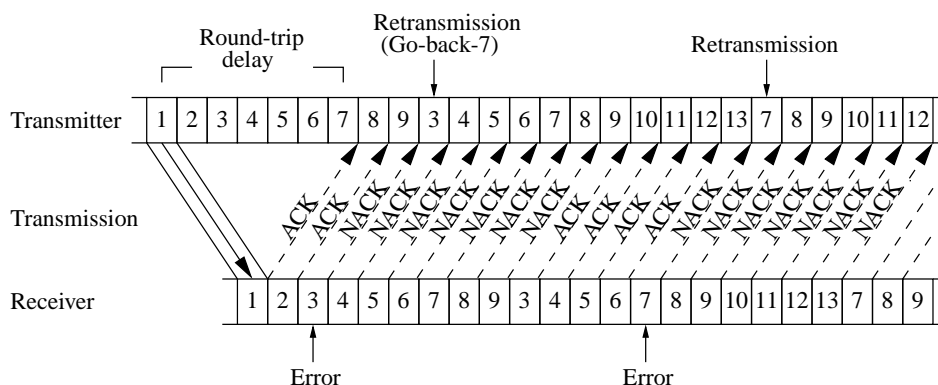 Retransmission
(Go-back-7)
Round-trip
delay
Retransmission
Transmitter
1 2 3 4 5 6 7 8 9 3 4 5 6 7 8 9 10 11 12 13 7 8 9 10 11 12
Transmission
ACK ACK NACK NACK NACK NACK NACK NACK NACK ACK ACK ACK ACK NACK NACK NACK NACK NACK NACK NACK
Receiver
1 2 3 4 5 6 7 8 9 3 4 5 6 7 8 9 10 11 12 13 7 8 9
Error
Error